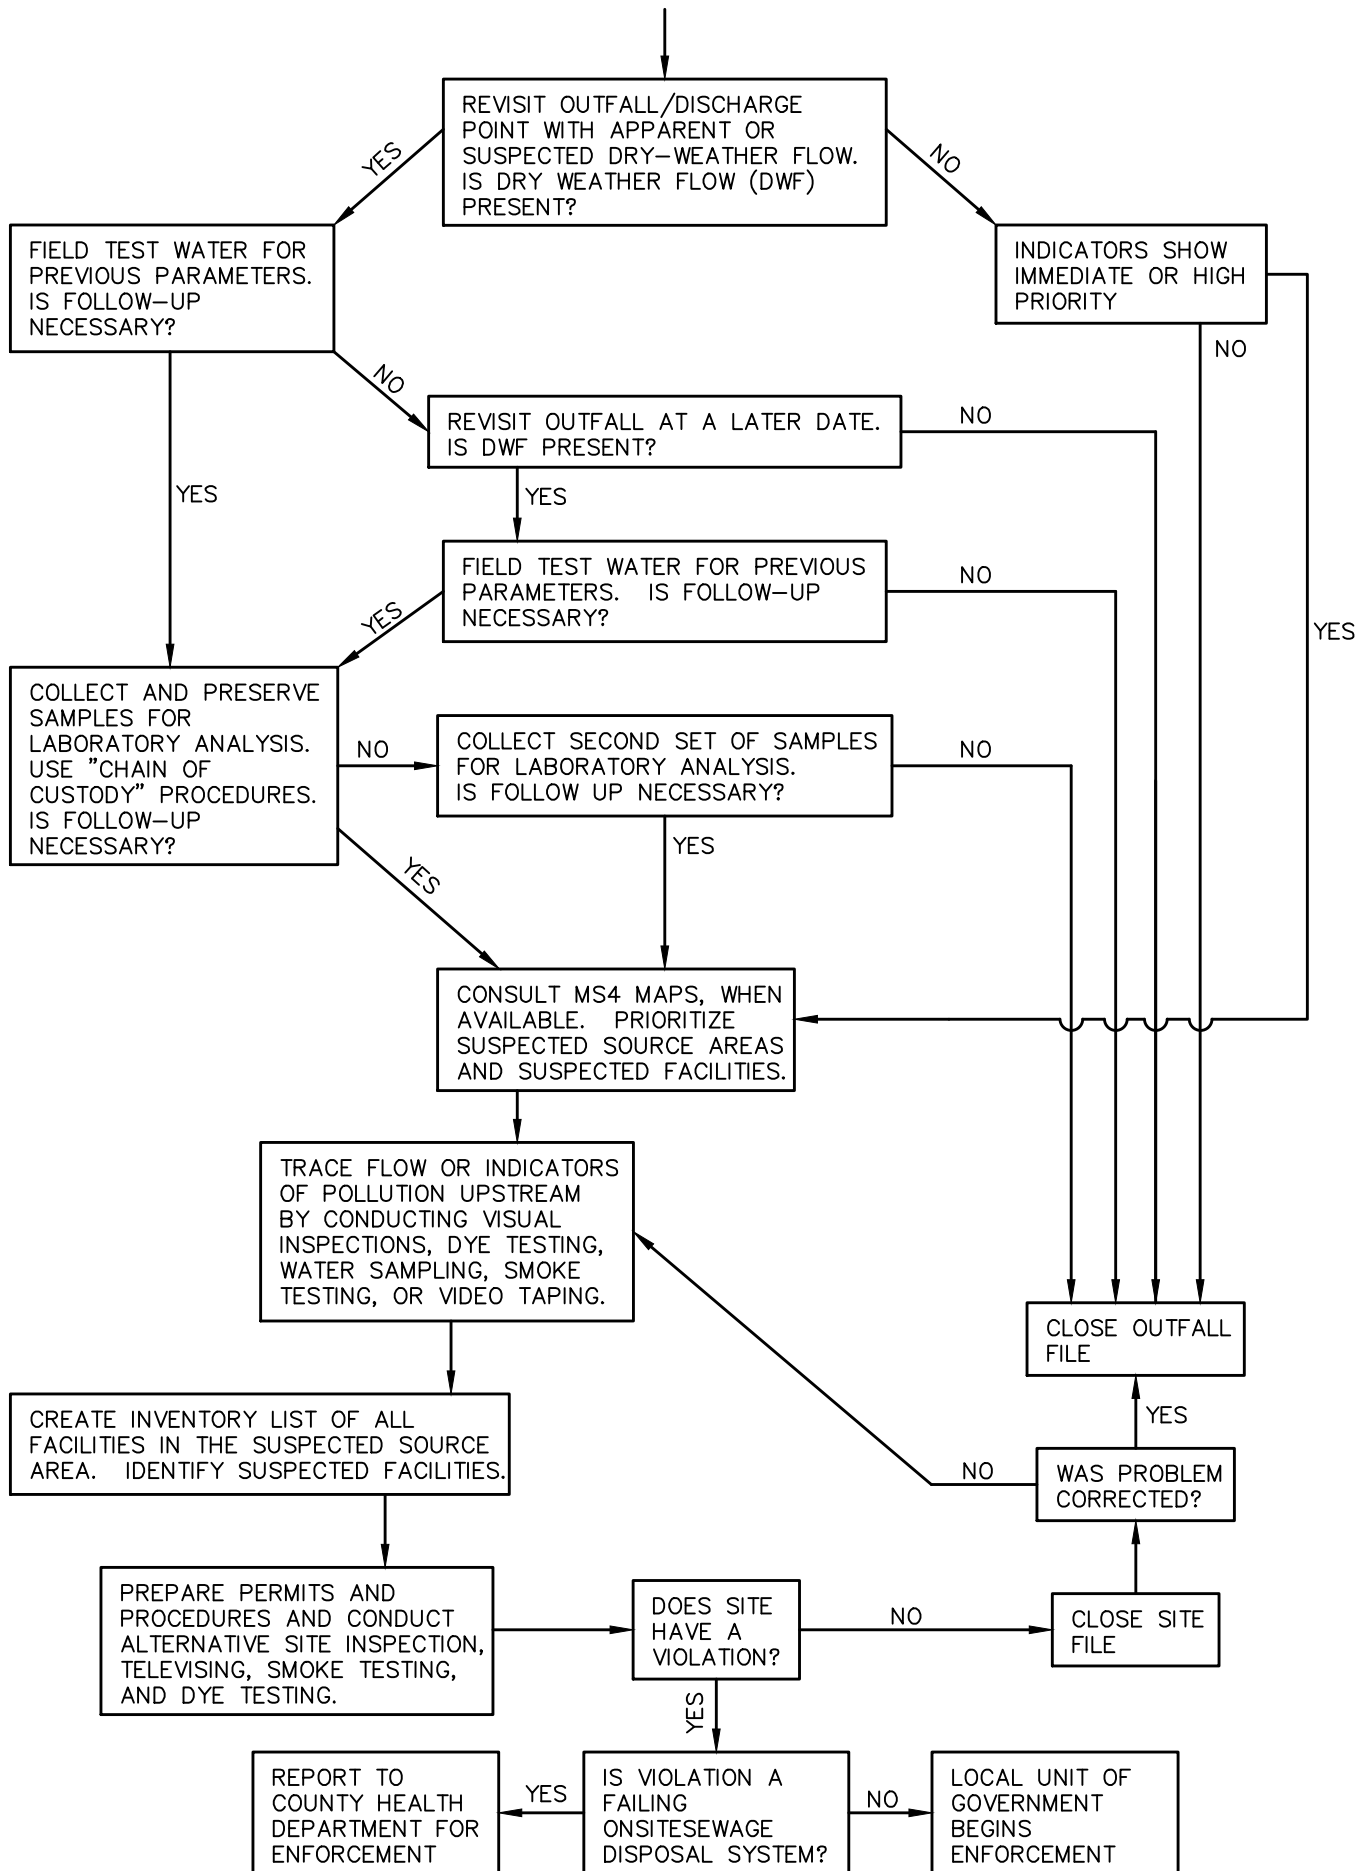 REVISIT OUTFALL/DISCHARGE
POINT WITH APPARENT OR
SUSPECTED DRY-WEATHER FLOW.
IS DRY WEATHER FLOW (DWF)
PRESENT?
YES
NO
FIELD TEST WATER FOR
PREVIOUS PARAMETERS.
IS FOLLOW-UP
NECESSARY?
INDICATORS SHOW
IMMEDIATE OR HIGH
PRIORITY
NO
NO
REVISIT OUTFALL AT A LATER DATE.
IS DWF PRESENT?
NO
YES
YES
FIELD TEST WATER FOR PREVIOUS
PARAMETERS. IS FOLLOW-UP
NECESSARY?
NO
YES
YES
COLLECT AND PRESERVE
SAMPLES FOR
LABORATORY ANALYSIS.
USE "CHAIN OF
CUSTODY" PROCEDURES.
IS FOLLOW-UP
NECESSARY?
NO
COLLECT SECOND SET OF SAMPLES
FOR LABORATORY ANALYSIS.
IS FOLLOW UP NECESSARY?
NO
YES
YES
CONSULT MS4 MAPS, WHEN
AVAILABLE. PRIORITIZE
SUSPECTED SOURCE AREAS
AND SUSPECTED FACILITIES.
TRACE FLOW OR INDICATORS
OF POLLUTION UPSTREAM
BY CONDUCTING VISUAL
INSPECTIONS, DYE TESTING,
WATER SAMPLING, SMOKE
TESTING, OR VIDEO TAPING.
CLOSE OUTFALL
FILE
YES
CREATE INVENTORY LIST OF ALL
FACILITIES IN THE SUSPECTED SOURCE
AREA. IDENTIFY SUSPECTED FACILITIES.
NO
WAS PROBLEM
CORRECTED?
PREPARE PERMITS AND
PROCEDURES AND CONDUCT
ALTERNATIVE SITE INSPECTION,
TELEVISING, SMOKE TESTING,
AND DYE TESTING.
DOES SITE
HAVE A
VIOLATION?
NO
CLOSE SITE
FILE
YES
REPORT TO
COUNTY HEALTH
DEPARTMENT FOR
ENFORCEMENT
YES
IS VIOLATION A
FAILING
ONSITESEWAGE
DISPOSAL SYSTEM?
NO
LOCAL UNIT OF
GOVERNMENT
BEGINS
ENFORCEMENT